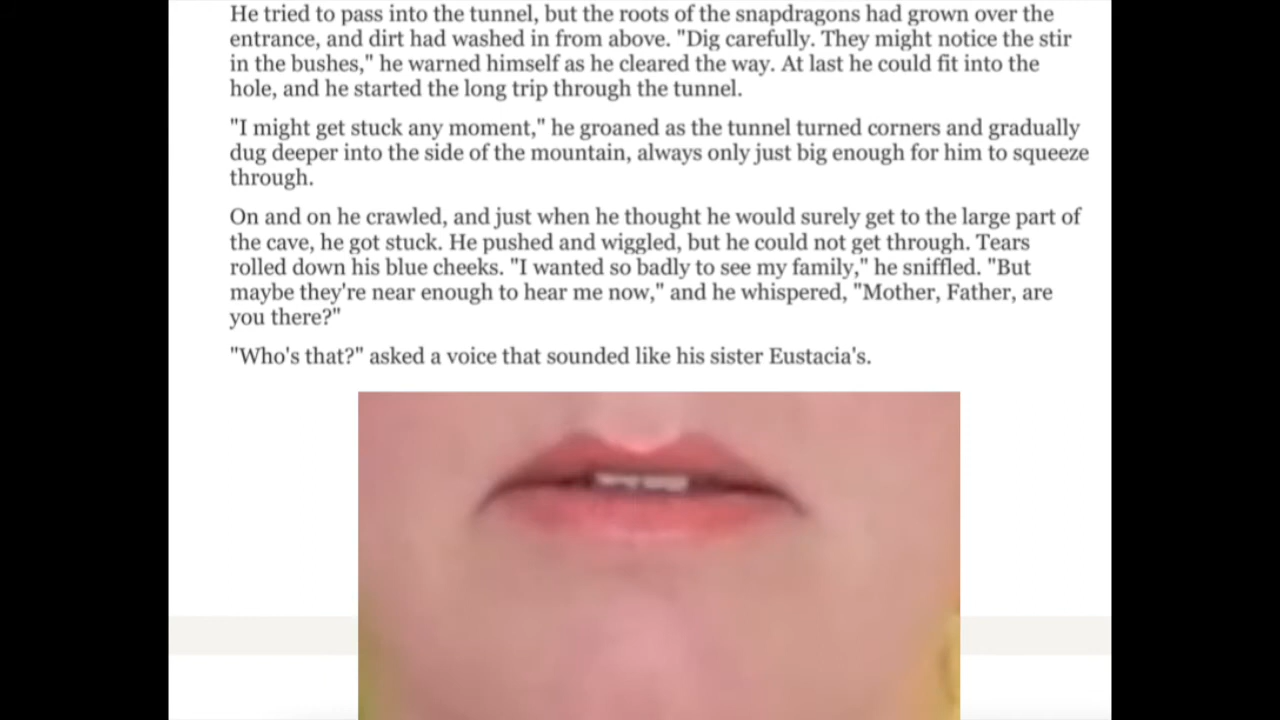 He tried to pass into the tunnel, but the roots of the snapdragons had grown over the
entrance, and dirt had washed in from above. "Dig carefully. They might notice the stir
in the bushes," he warned himself as he cleared the way. At last he could fit into the
hole, and he started the long trip through the tunnel.
"I might get stuck any moment," he groaned as the tunnel turned corners and gradually
dug deeper into the side of the mountain, always only just big enough for him to squeeze
through.
On and on he crawled, and just when he thought he would surely get to the large part of
the cave, he got stuck. He pushed and wiggled, but he could not get through. Tears
rolled down his blue cheeks. "I wanted so badly to see my family," he sniffled. "But
maybe they're near enough to hear me now," and he whispered, "Mother, Father, are
you there?"
"Who's that?" asked a voice that sounded like his sister Eustacia's.